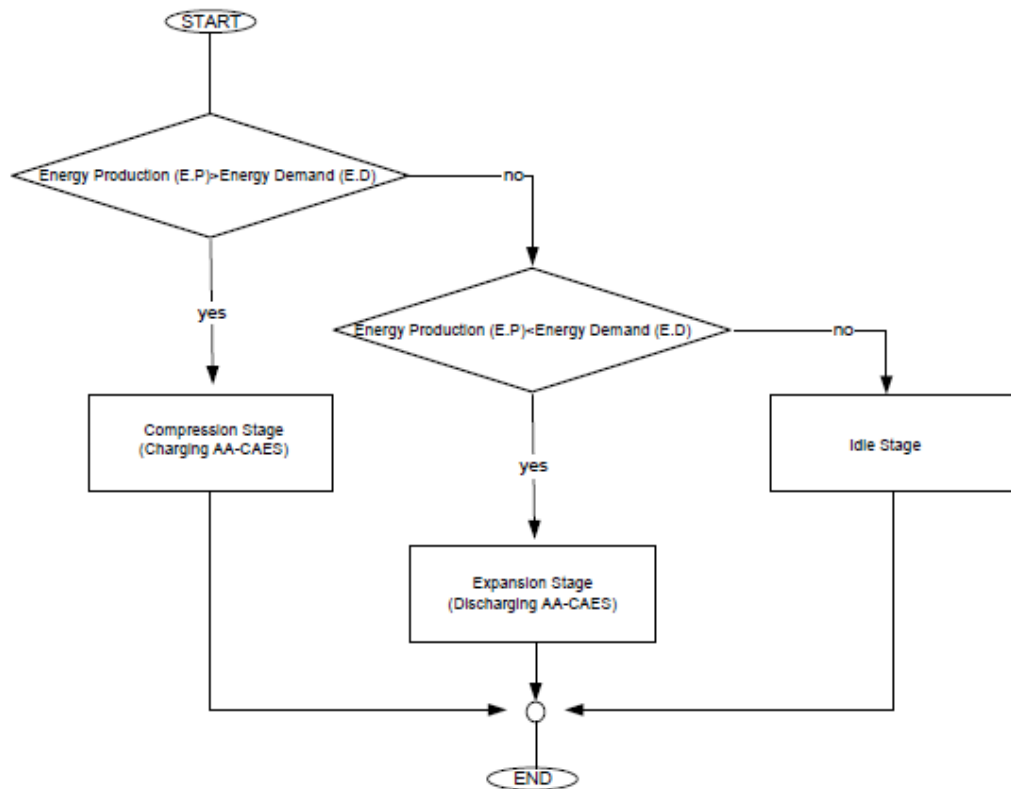 START
Energy Production (E.P)>Energy Demand (E.D)
no
yes
Energy Production (E.P)<Energy Demand (E.D)
no
Compression Stage
(Charging AA-CAES)
Idle Stage
yes
Expansion Stage
(Discharging AA-CAES)
END